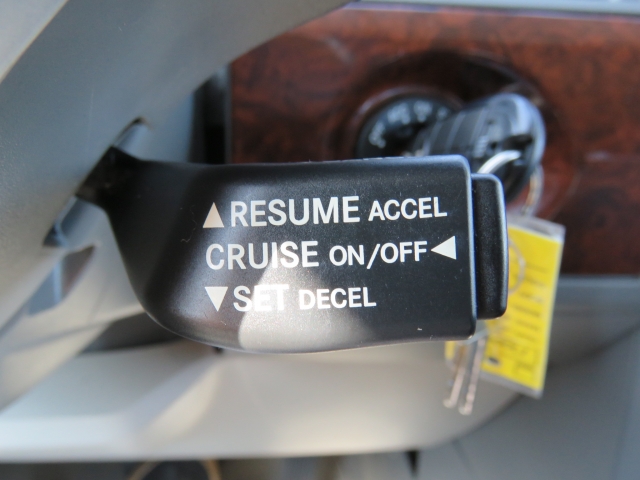 ▲RESUME ACCEL
CRUISE ON/OFF◀
▼SET DECEL